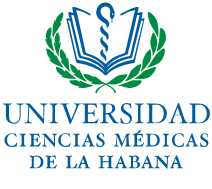 UNIVERSIDAD
CIENCIAS MÉDICAS
DE LA HABANA